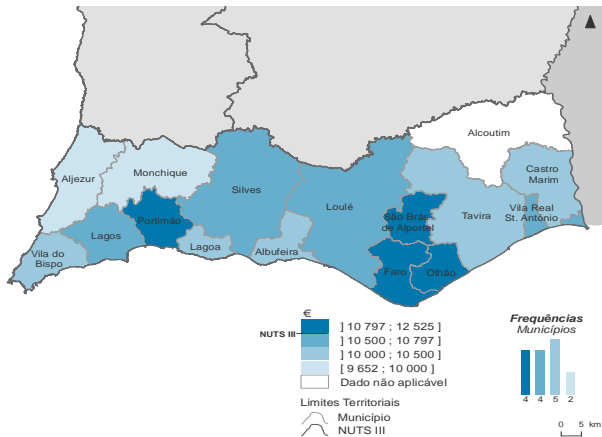 Alcoutim
Castro
Marim
Aljezur
Monchique
Silves
Loulé
São Brás
de Alportel
Tavira
Vila Real
St. António
Portimão
Lagos
Lagoa
Albufeira
Vila do
Bispo
Faro
Olhão
€
] 10 797 ; 12 525 ]
NUTS III
] 10 500 ; 10 797 ]
] 10 000 ; 10 500 ]
[ 9 652 ; 10 000 ]
Dado não aplicável
Limites Territoriais
Município
NUTS III
Frequências
Municípios
4 4 5 2
0 5 km